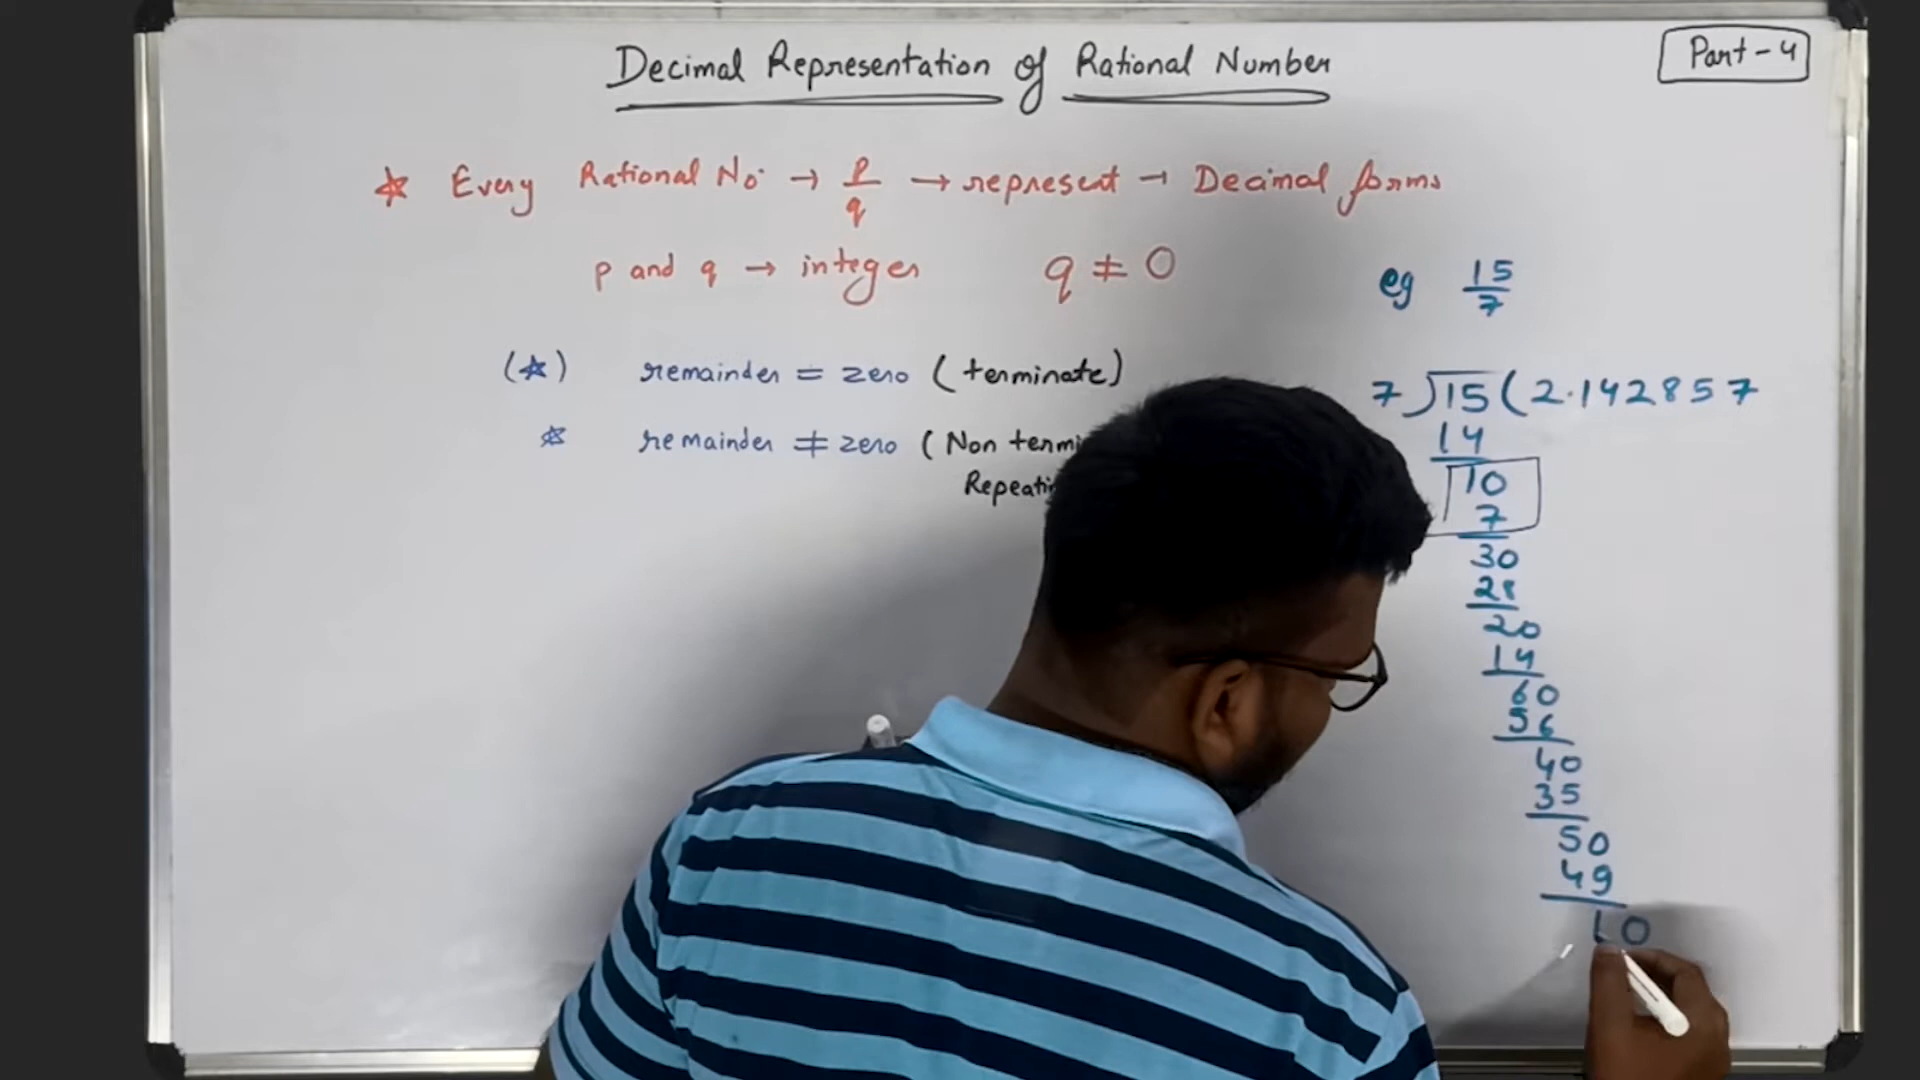 Decimal Representation of Rational Number
Part-4
☆ Every Rational No. → p/q → represent → Decimal forms
p and q → integer q ≠ 0
eg 15/7
(☆) remainder = zero (terminate)
☆ remainder ≠ zero (Non
7)15(2.142857
14
10
7
30
28
20
14
60
56
40
35
50
49
10